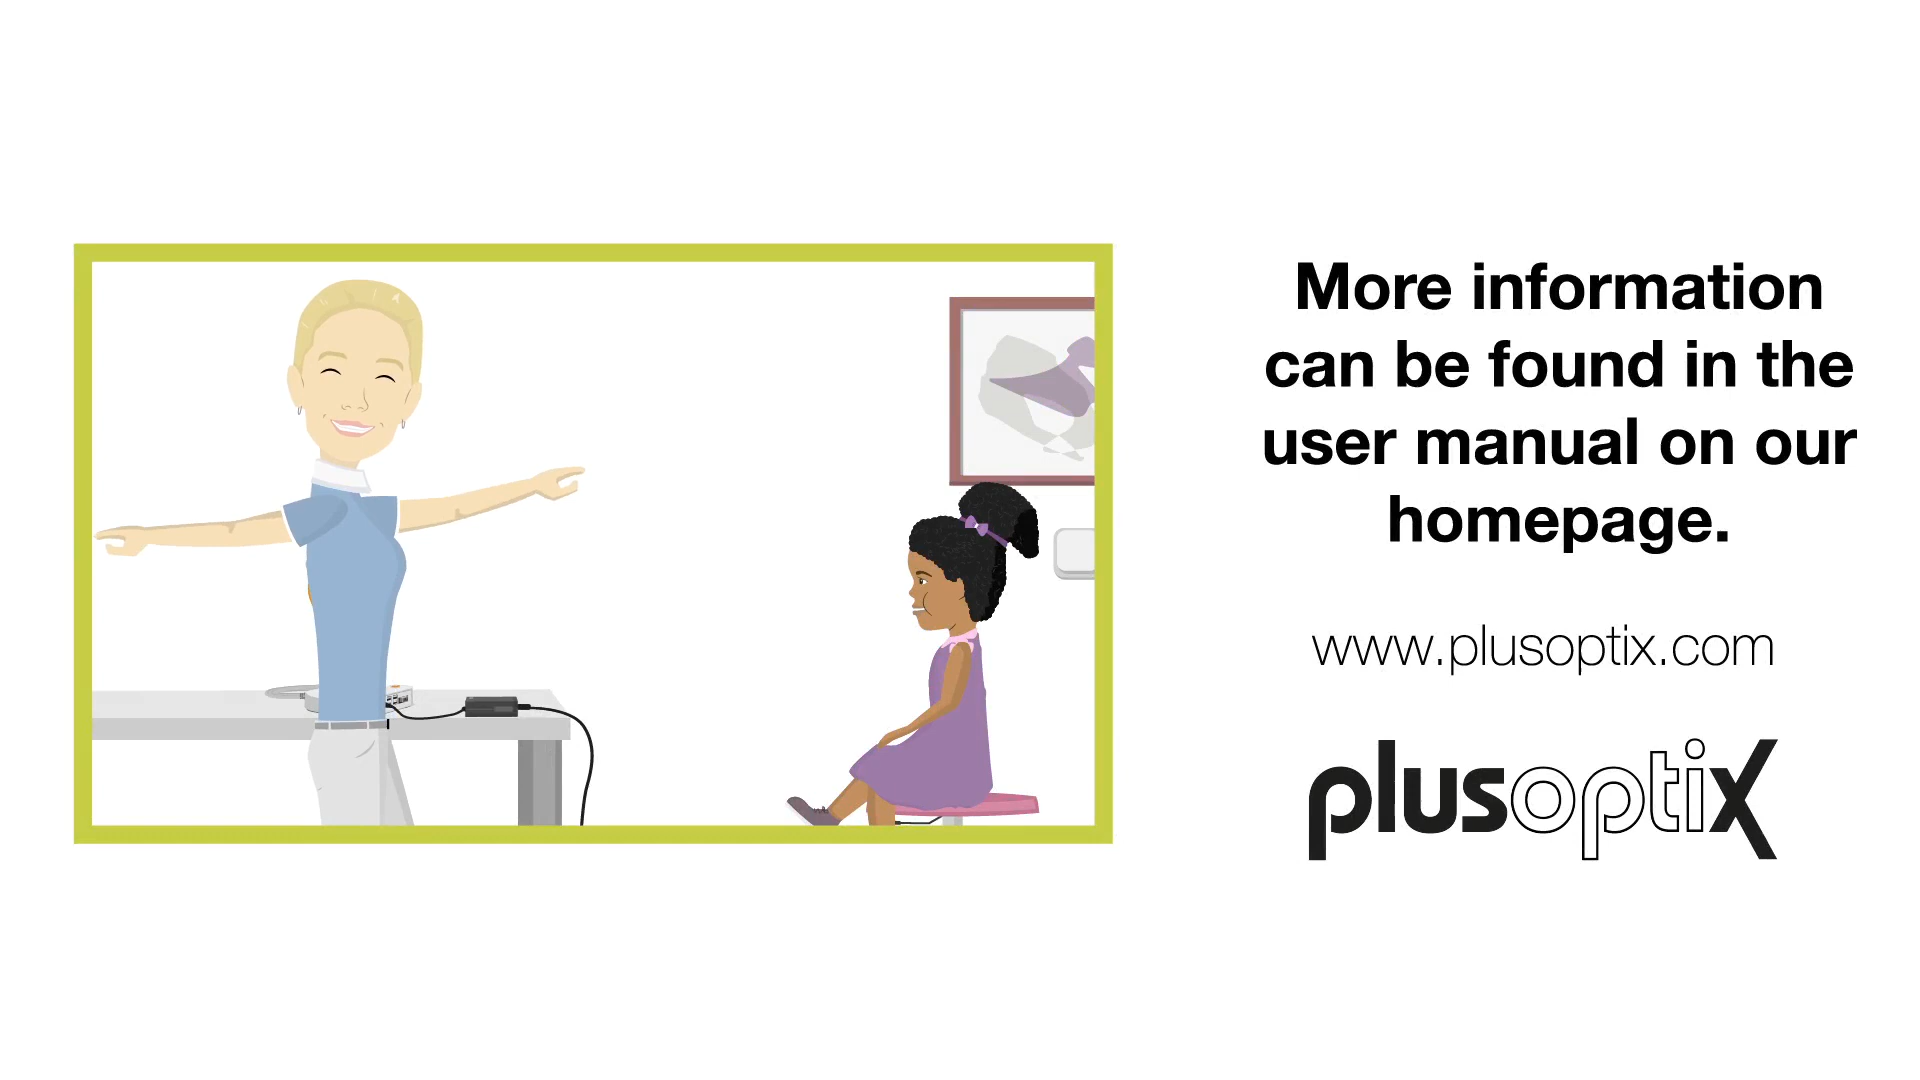 More information
can be found in the
user manual on our
homepage.
www.plusoptix.com
plusoptix